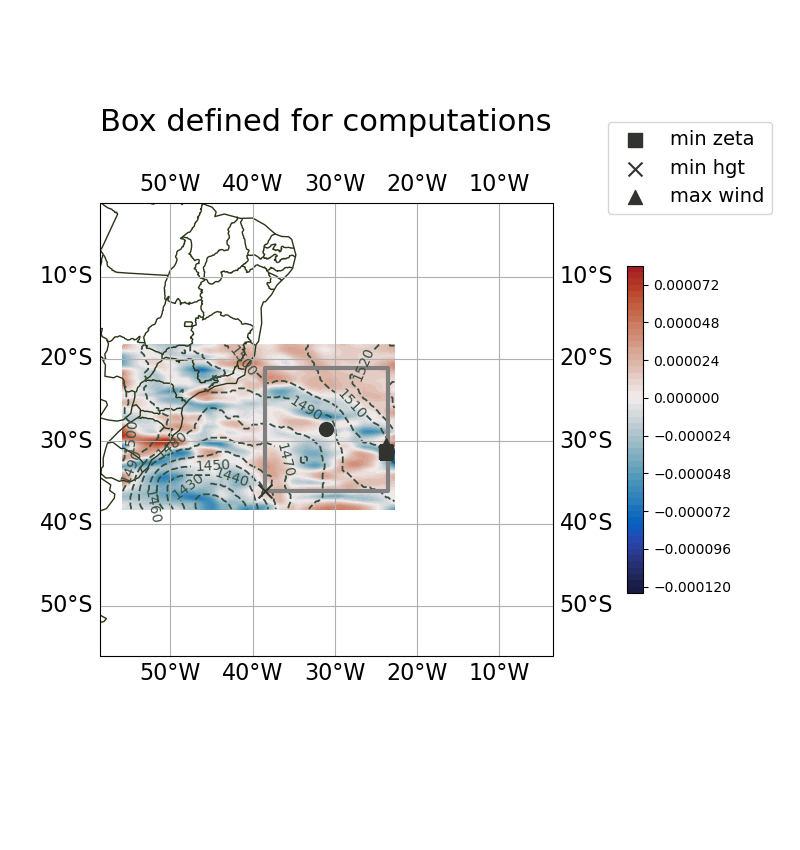 Box defined for computations
min zeta
min hgt
max wind
50°W 40°W 30°W 20°W 10°W
10°S 10°S
20°S 20°S
30°S 30°S
40°S 40°S
50°S 50°S
50°W 40°W 30°W 20°W 10°W
1520
1510
1490
1470
1450
1440
1430
1460
0.000072
0.000048
0.000024
0.000000
−0.000024
−0.000048
−0.000072
−0.000096
−0.000120